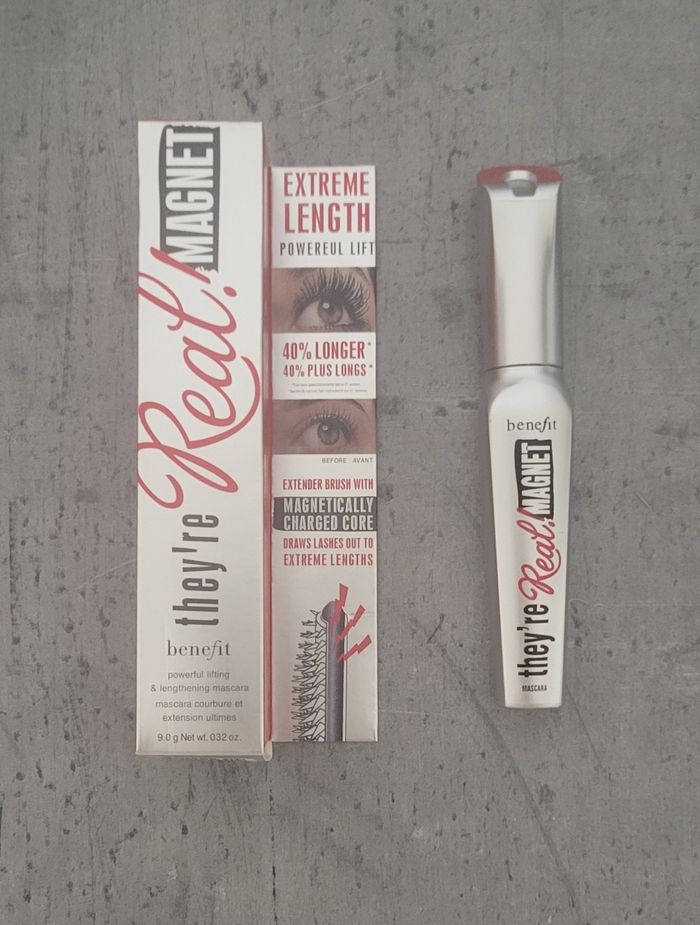 they're Real! MAGNET
benefit
powerful lifting
& lengthening mascara
mascara courbure et
extension ultimes
9.0 g Net wt. 032 oz.
EXTREME
LENGTH
POWEREUL LIFT
40% LONGER*
40% PLUS LONGS*
BEFORE AVANT
EXTENDER BRUSH WITH
MAGNETICALLY
CHARGED CORE
DRAWS LASHES OUT TO
EXTREME LENGTHS
benefit
they're Real! MAGNET
MASCARA